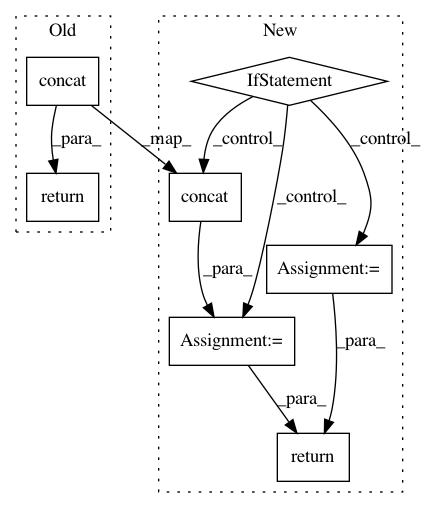 Old
New
concat
IfStatement
_para_
_map_
_control_
_control_
return
concat
_control_
_para_
Assignment:=
Assignment:=
_para_
_para_
return